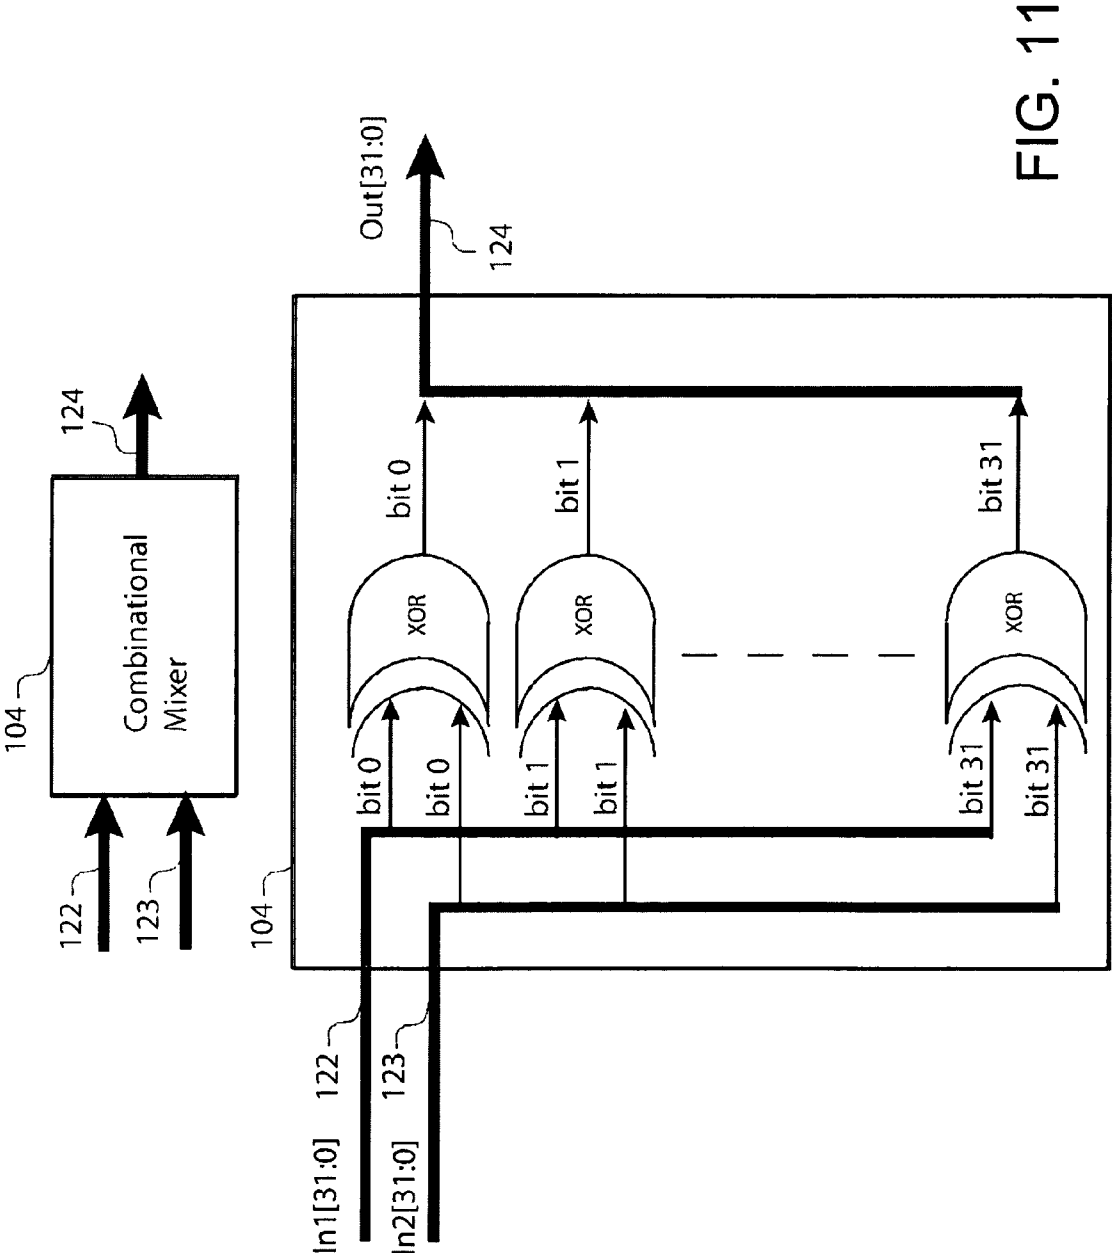 104
124
Combinational
Mixer
122
123
104
Out[31:0]
124
bit 0
bit 0
XOR
bit 0
bit 1
bit 1
XOR
bit 1
bit 31
bit 31
XOR
bit 31
In1[31:0]
122
In2[31:0]
123
FIG. 11